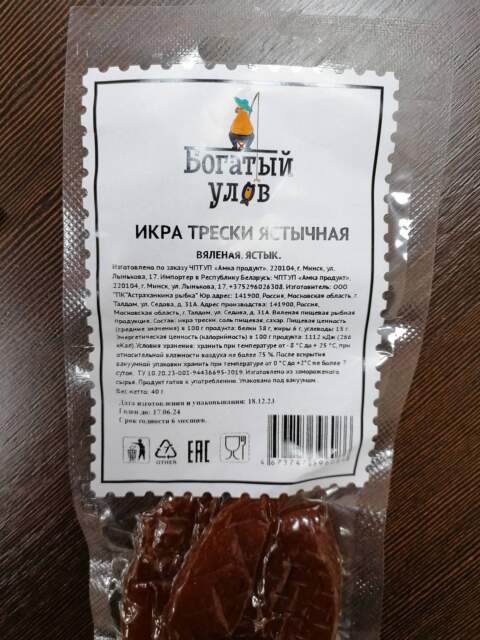 Богатый
улов
ИКРА ТРЕСКИ ЯСТЫЧНАЯ
ВЯЛЕНАЯ. ЯСТЫК.
Изготовлено по заказу ЧПТУП «Анка продукт». 220104, г. Минск, ул.
Лынькова, 17. Импортер в Республику Беларусь: ЧПТУП «Анка продукт»,
220104, г. Минск, ул. Лынькова, 17, +375296026308. Изготовитель: ООО
"ПК"Астраханкина рыбка" Юр.адрес: 141900, Россия, Московская область, г.
Талдом, ул. Седова, д. 31А. Адрес производства: 141900, Россия,
Московская область, г. Талдом, ул. Седова, д. 31А. Вяленая пищевая рыбная
продукция. Состав: икра трески, соль пищевая, сахар. Пищевая ценность
(средние значения) в 100 г продукта: белки 38 г, жиры 6 г, углеводы 15 г
Энергетическая ценность (калорийность) в 100 г продукта: 1112 кДж (266
кКал).Условия хранения: хранить при температуре от - 8 °C до + 25 °C, при
относительной влажности воздуха не более 75 %. После вскрытия
вакуумной упаковки хранить при температуре от 0 °C до +2°C не более 7
суток. ТУ 10.20.23-001-94436695-2019. Изготовлено из замороженого
сырья. Продукт готов к употреблению. Упаковано под вакуумом.
Вес нетто: 40 г
Дата изготовления и упаковывания: 18.12.23
Годен до: 17.06.24
Срок годности 6 месяцев.
7
OTHER
EAC